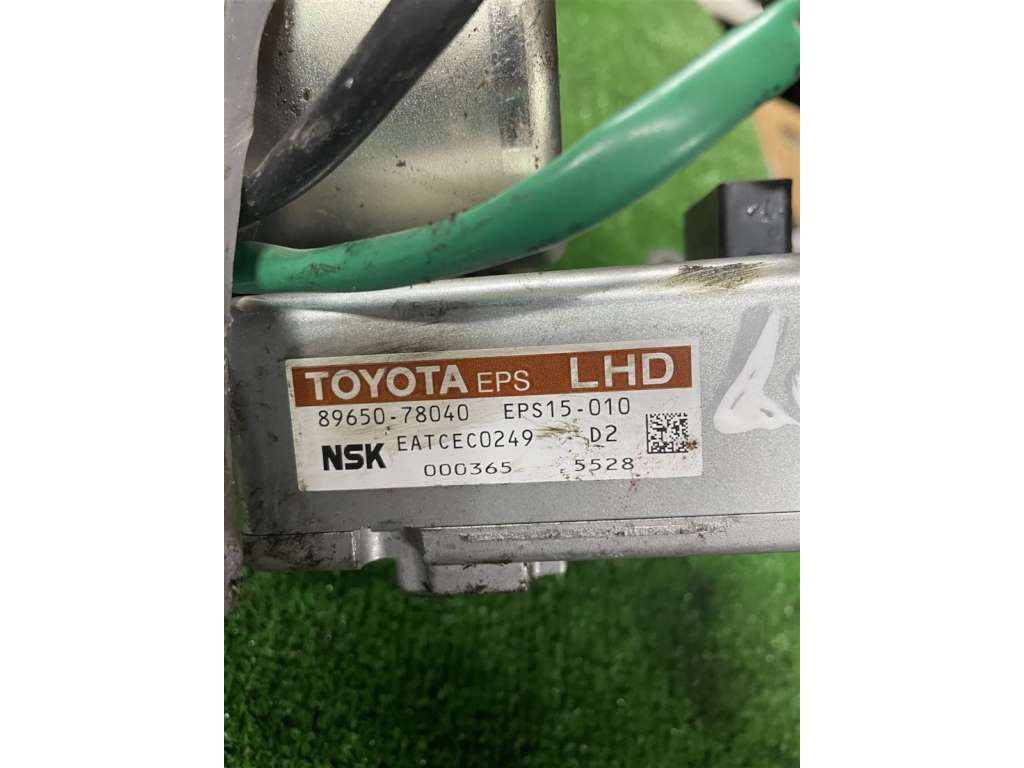 TOYOTA EPS LHD
89650-78040 EPS15-010
NSK EATCEC0249 D2
000365 5528